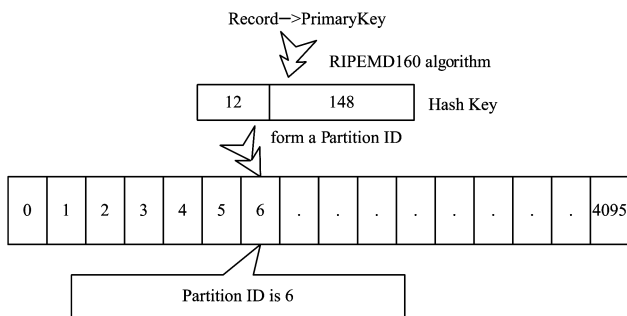 Record—>PrimaryKey
RIPEMD160 algorithm
12 148 Hash Key
form a Partition ID
0 1 2 3 4 5 6 . . . . . . . . 4095
Partition ID is 6